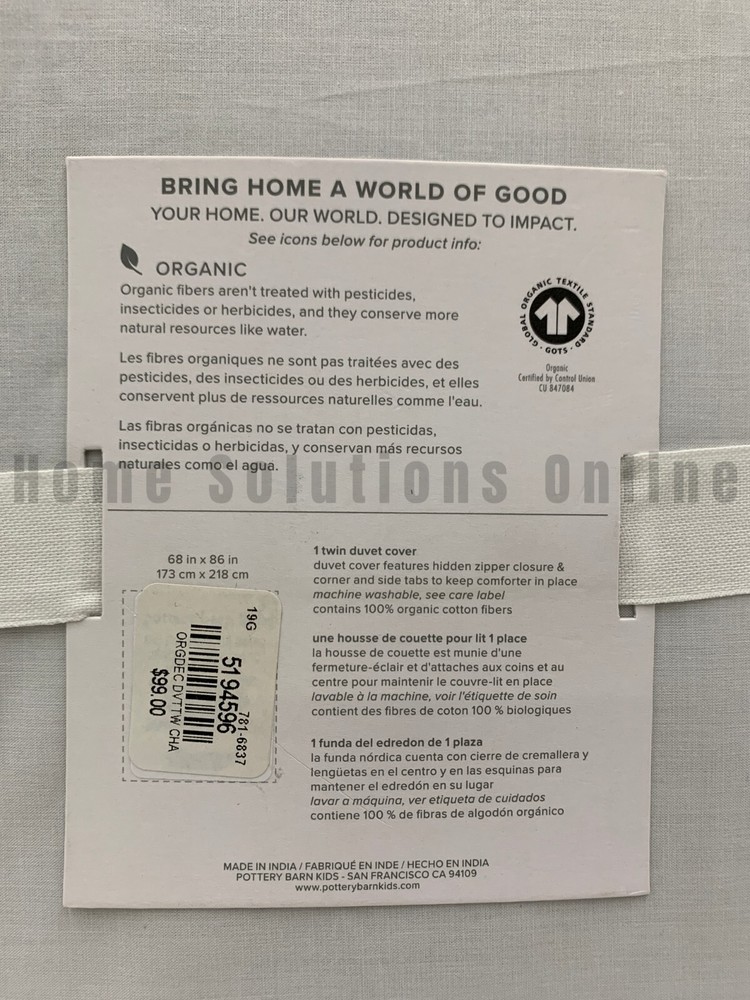 BRING HOME A WORLD OF GOOD
YOUR HOME. OUR WORLD. DESIGNED TO IMPACT.
See icons below for product info:
ORGANIC
Organic fibers aren't treated with pesticides,
insecticides or herbicides, and they conserve more
natural resources like water.
GLOBAL ORGANIC TEXTILE STANDARD · GOTS ·
Organic
Certified by Control Union
CU 847084
Les fibres organiques ne sont pas traitées avec des
pesticides, des insecticides ou des herbicides, et elles
conservent plus de ressources naturelles comme l'eau.
Las fibras orgánicas no se tratan con pesticidas,
insecticidas o herbicidas, y conservan más recursos
naturales como el agua.
Home Solutions Online
68 in x 86 in
173 cm x 218 cm
19G
781-6837
5194596
ORGDEC DVT TW CHA
$99.00
1 twin duvet cover
duvet cover features hidden zipper closure &
corner and side tabs to keep comforter in place
machine washable, see care label
contains 100% organic cotton fibers
une housse de couette pour lit 1 place
la housse de couette est munie d'une
fermeture-éclair et d'attaches aux coins et au
centre pour maintenir le couvre-lit en place
lavable à la machine, voir l'étiquette de soin
contient des fibres de coton 100 % biologiques
1 funda del edredon de 1 plaza
la funda nórdica cuenta con cierre de cremallera y
lengüetas en el centro y en las esquinas para
mantener el edredón en su lugar
lavar a máquina, ver etiqueta de cuidados
contiene 100 % de fibras de algodón orgánico
MADE IN INDIA / FABRIQUÉ EN INDE / HECHO EN INDIA
POTTERY BARN KIDS - SAN FRANCISCO CA 94109
www.potterybarnkids.com